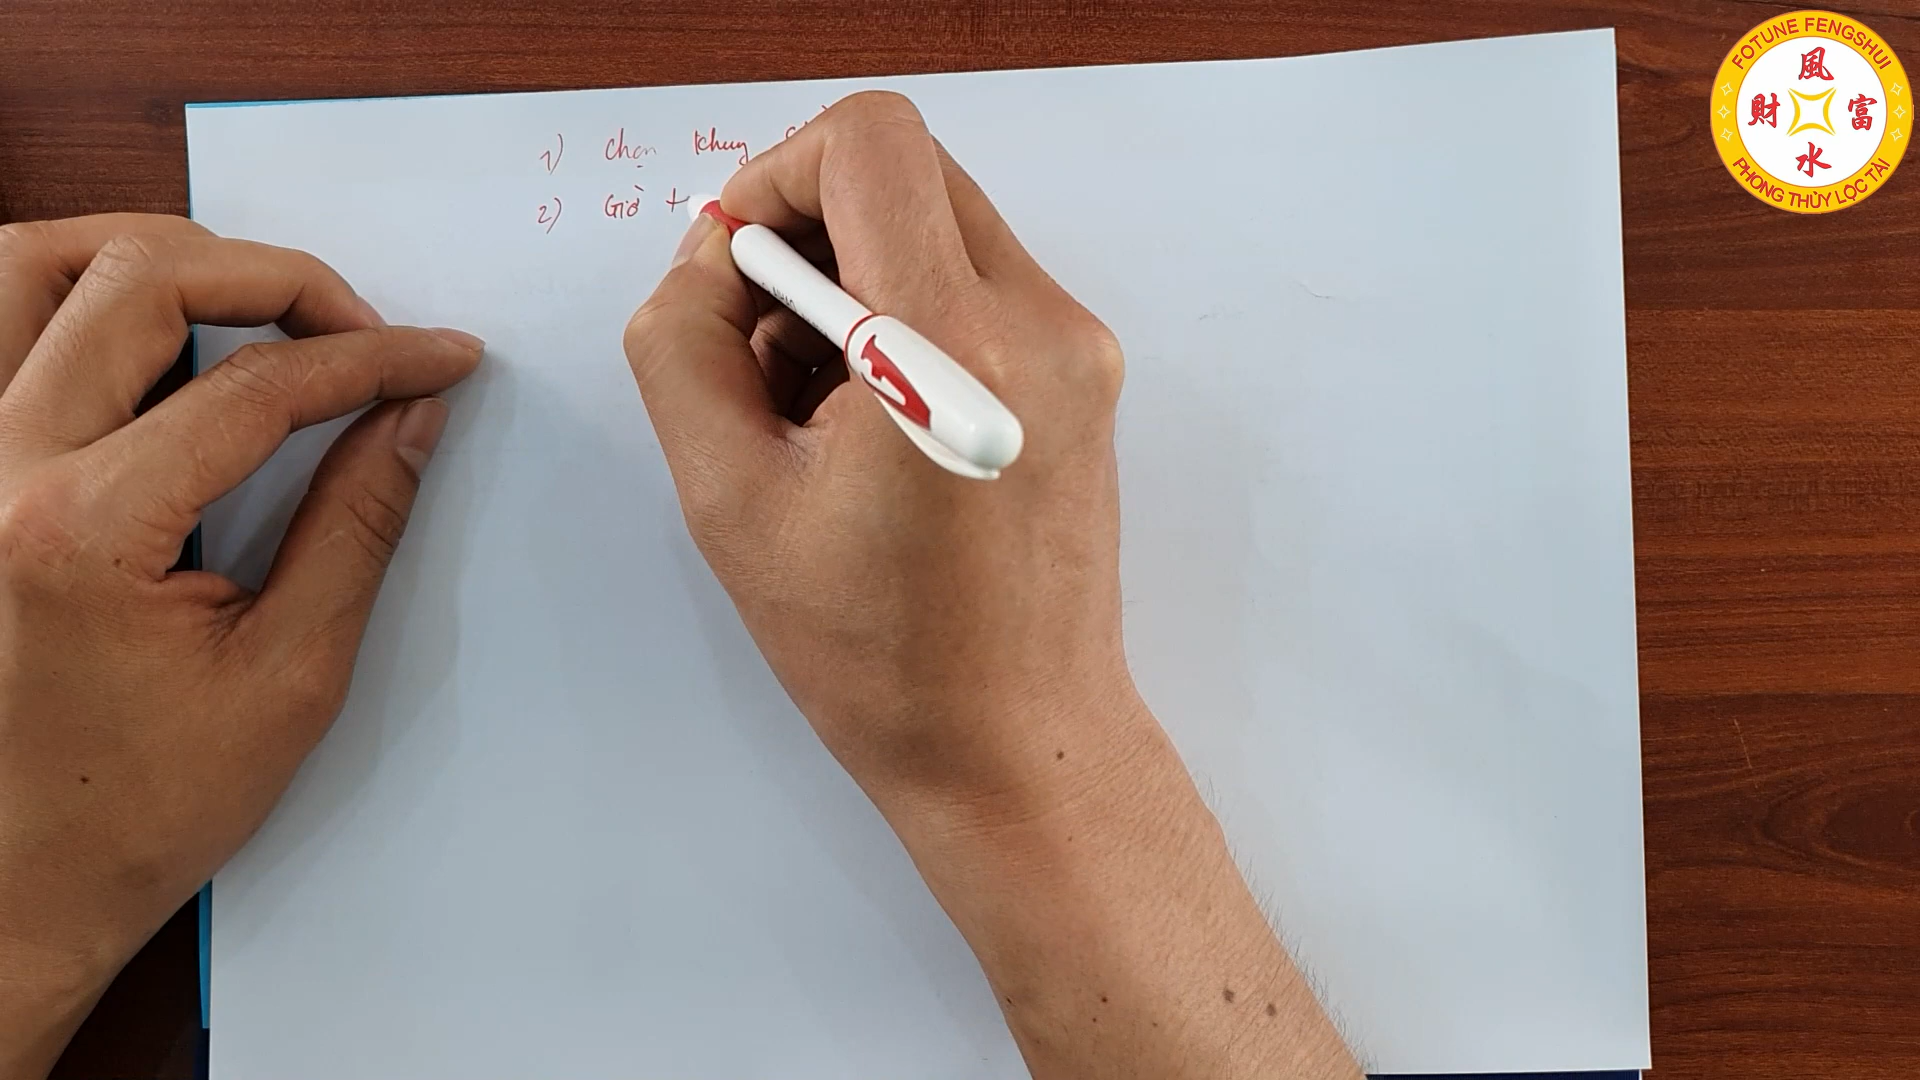 1) chọn khung
2) Giờ
FOTUNE FENGSHUI
風
財 富
水
PHONG THỦY LỘC TÀI